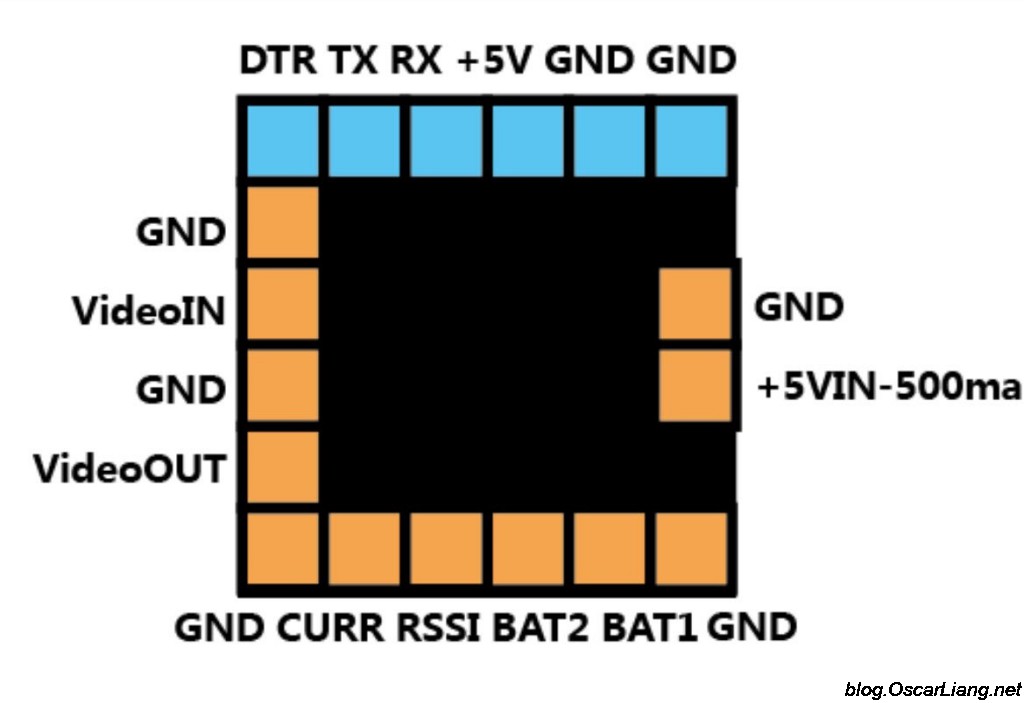 DTR TX RX +5V GND GND
GND
VideoIN
GND
GND
+5VIN-500ma
VideoOUT
GND CURR RSSI BAT2 BAT1 GND
blog.OscarLiang.net